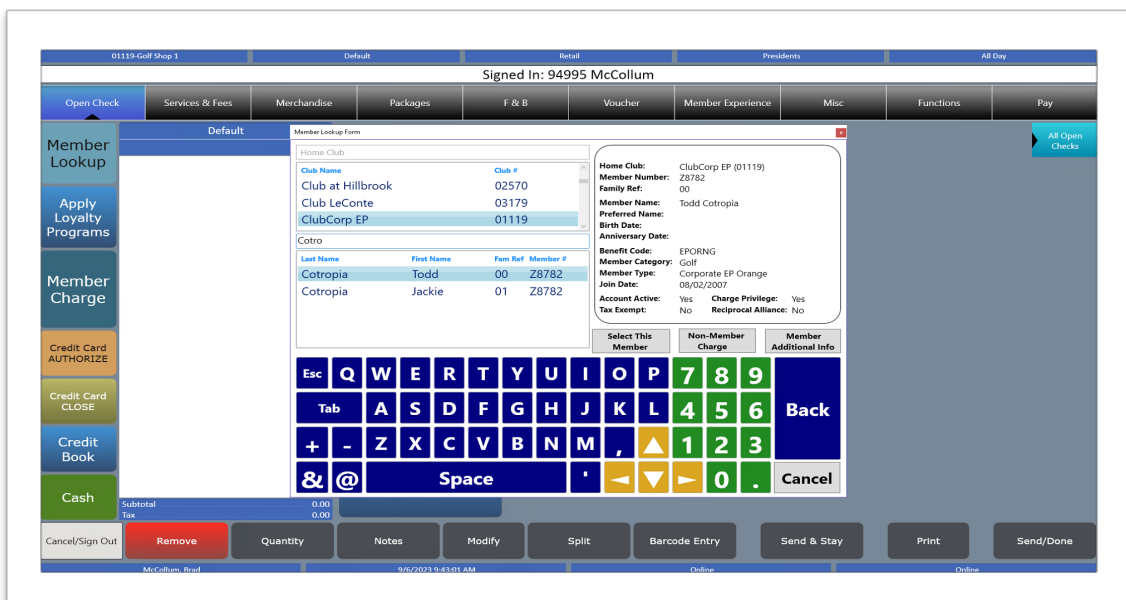 01119-Golf Shop 1 Default Retail Presidents All Day
Signed In: 94995 McCollum
Open Check Services & Fees Merchandise Packages F & B Voucher Member Experience Misc Functions Pay
Member
Lookup
Apply
Loyalty
Programs
Member
Charge
Credit Card
AUTHORIZE
Credit Card
CLOSE
Credit
Book
Cash
Default
Subtotal 0.00
Tax 0.00
Member Lookup Form x
Home Club
Club Name Club #
Club at Hillbrook 02570
Club LeConte 03179
ClubCorp EP 01119
Cotro
Last Name First Name Fam Ref Member #
Cotropia Todd 00 Z8782
Cotropia Jackie 01 Z8782
Home Club: ClubCorp EP (01119)
Member Number: Z8782
Family Ref: 00
Member Name: Todd Cotropia
Preferred Name:
Birth Date:
Anniversary Date:
Benefit Code: EPORNG
Member Category: Golf
Member Type: Corporate EP Orange
Join Date: 08/02/2007
Account Active: Yes Charge Privilege: Yes
Tax Exempt: No Reciprocal Alliance: No
Select This
Member
Non-Member
Charge
Member
Additional Info
Esc Q W E R T Y U I O P 7 8 9
Tab A S D F G H J K L 4 5 6 Back
+ - Z X C V B N M , 1 2 3
& @ Space ' 0 . Cancel
All Open
Checks
Cancel/Sign Out Remove Quantity Notes Modify Split Barcode Entry Send & Stay Print Send/Done
McCollum, Brad 9/6/2023 9:43:01 AM Online Online